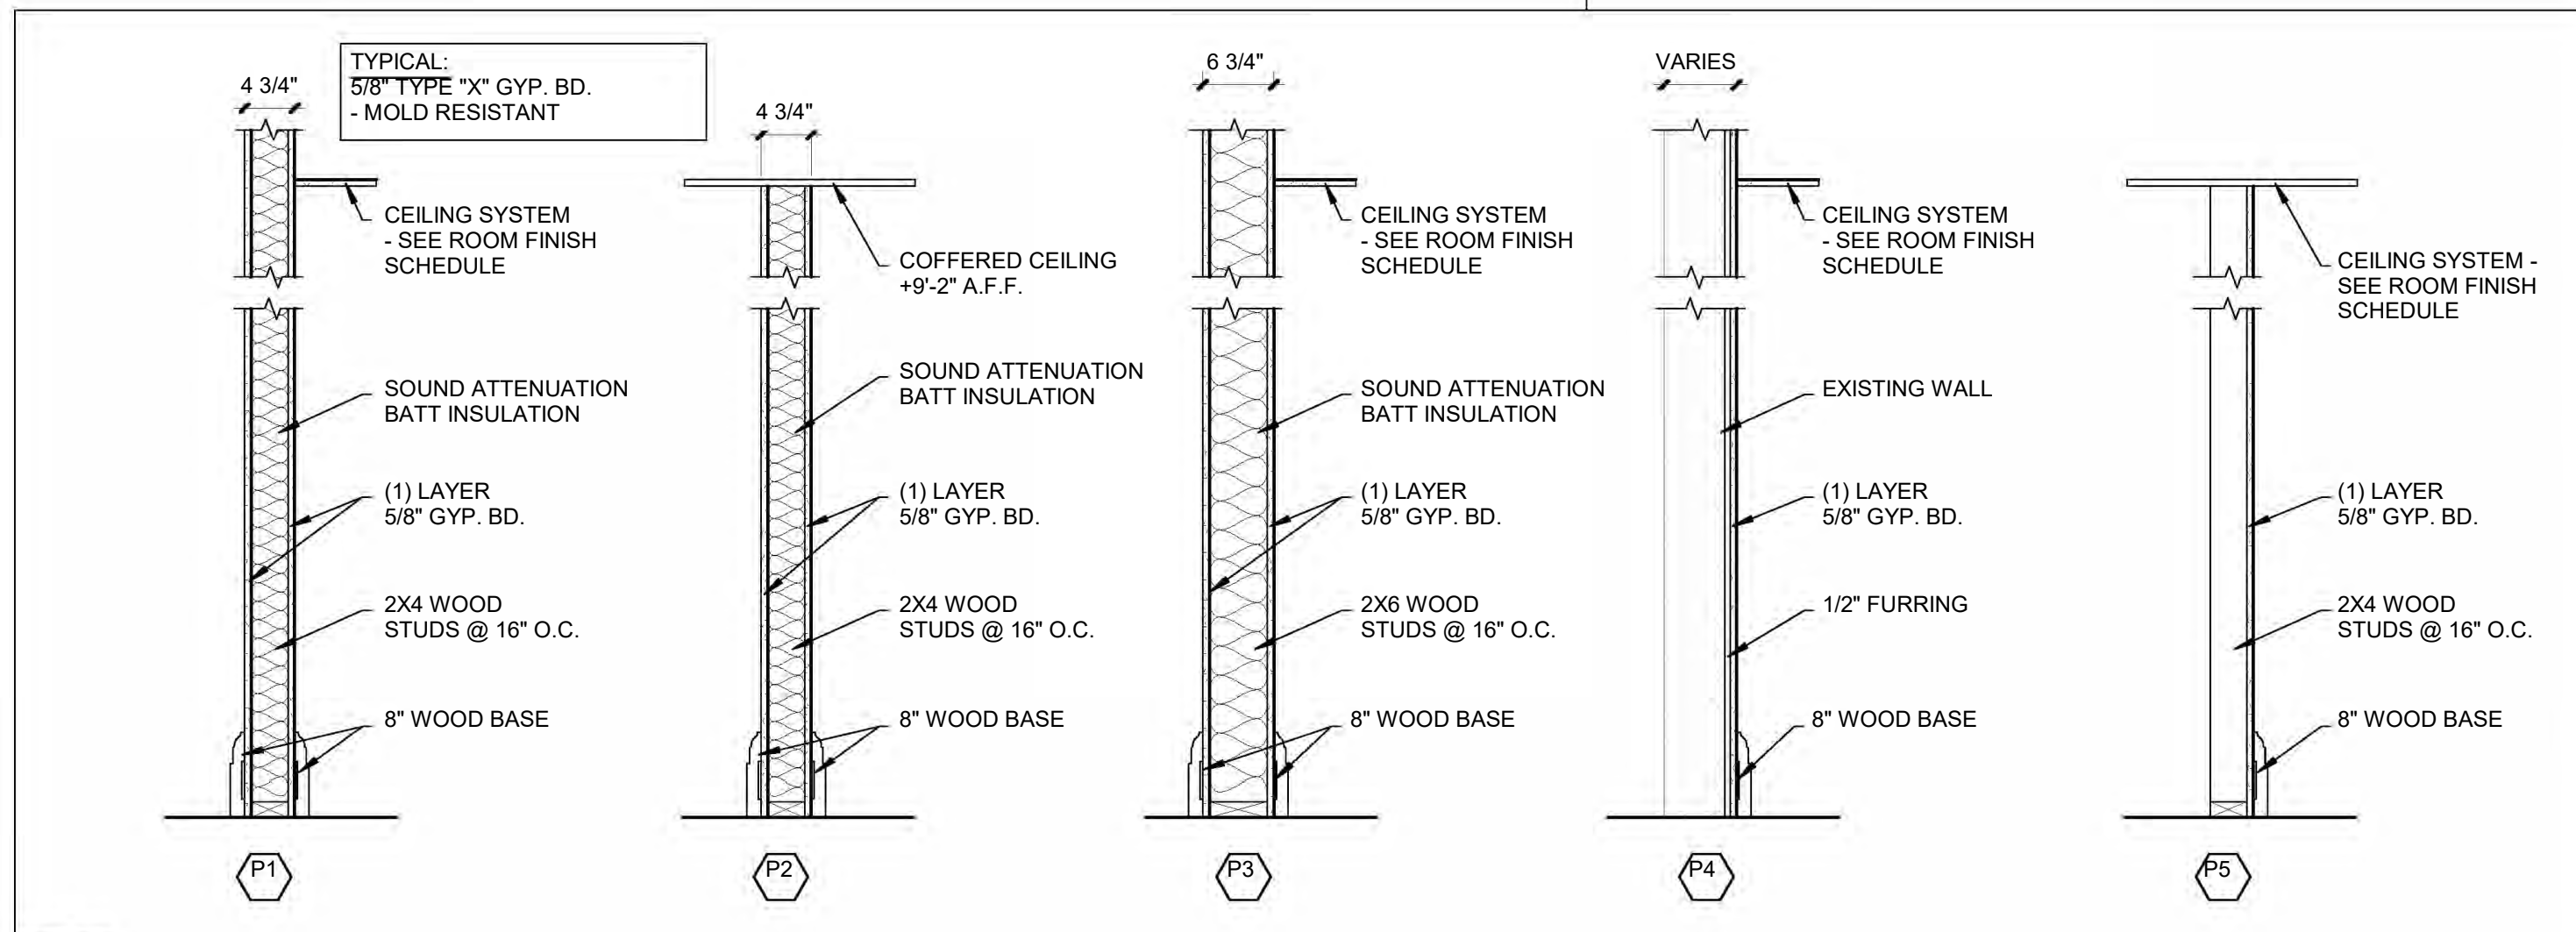 TYPICAL:
5/8" TYPE "X" GYP. BD.
- MOLD RESISTANT
4 3/4"
CEILING SYSTEM
- SEE ROOM FINISH
SCHEDULE
SOUND ATTENUATION
BATT INSULATION
(1) LAYER
5/8" GYP. BD.
2X4 WOOD
STUDS @ 16" O.C.
8" WOOD BASE
P1
4 3/4"
COFFERED CEILING
+9'-2" A.F.F.
SOUND ATTENUATION
BATT INSULATION
(1) LAYER
5/8" GYP. BD.
2X4 WOOD
STUDS @ 16" O.C.
8" WOOD BASE
P2
6 3/4"
CEILING SYSTEM
- SEE ROOM FINISH
SCHEDULE
SOUND ATTENUATION
BATT INSULATION
(1) LAYER
5/8" GYP. BD.
2X6 WOOD
STUDS @ 16" O.C.
8" WOOD BASE
P3
VARIES
CEILING SYSTEM
- SEE ROOM FINISH
SCHEDULE
EXISTING WALL
(1) LAYER
5/8" GYP. BD.
1/2" FURRING
8" WOOD BASE
P4
CEILING SYSTEM -
SEE ROOM FINISH
SCHEDULE
(1) LAYER
5/8" GYP. BD.
2X4 WOOD
STUDS @ 16" O.C.
8" WOOD BASE
P5